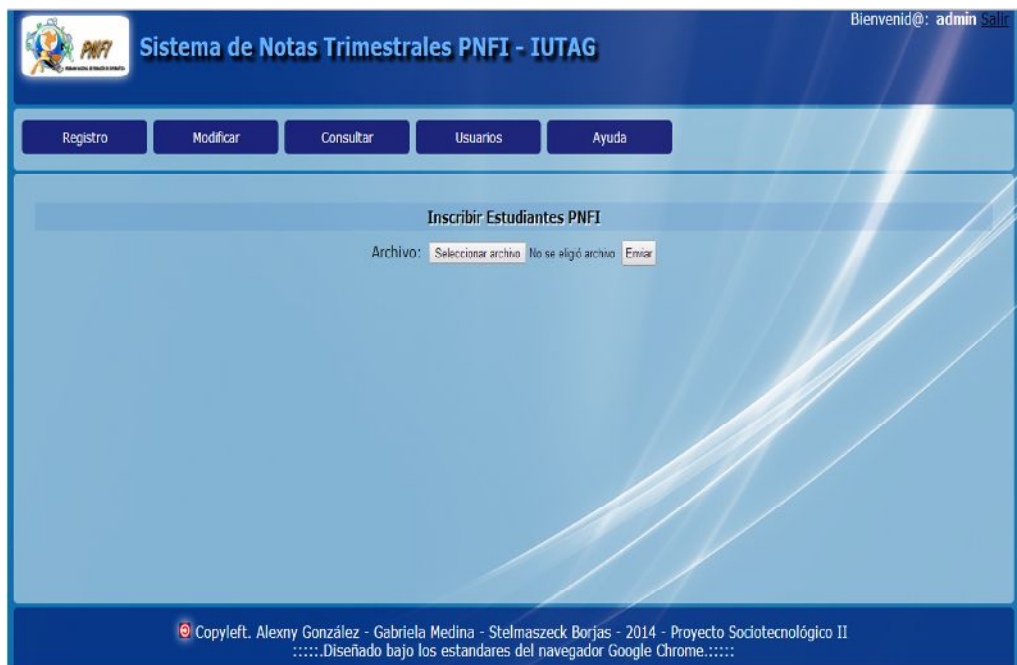 Bienvenid@: admin Salir
PNFI
Sistema de Notas Trimestrales PNFI - IUTAG
Registro Modificar Consultar Usuarios Ayuda
Inscribir Estudiantes PNFI
Archivo: Seleccionar archivo No se eligió archivo Enviar
Copyleft. Alexny González - Gabriela Medina - Stelmaszeck Borjas - 2014 - Proyecto Sociotecnológico II
:::::.Diseñado bajo los estandares del navegador Google Chrome.:::::